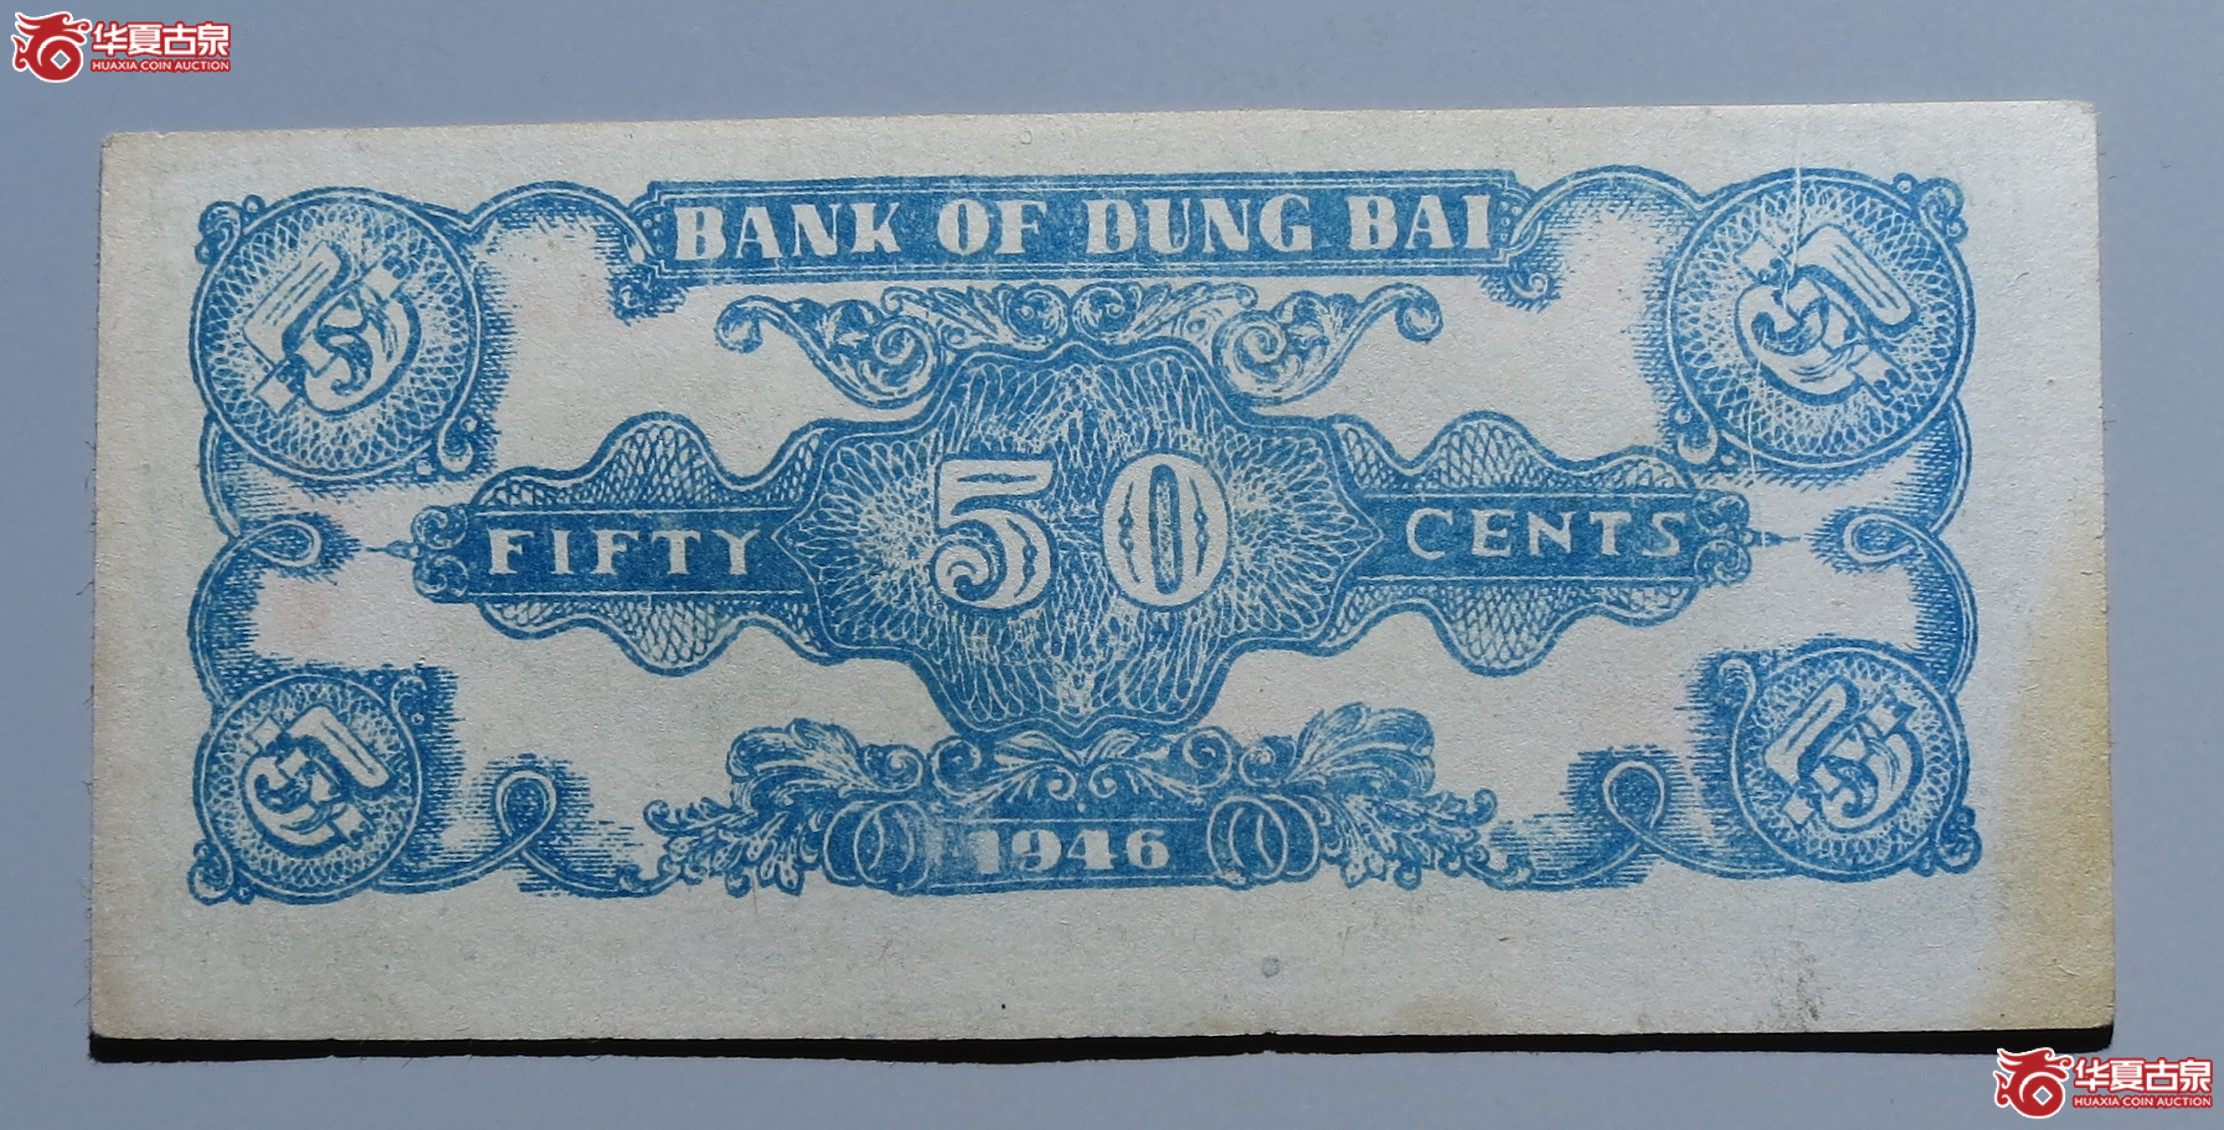 华夏古泉
HUAXIA COIN AUCTION
BANK OF DUNG BAI
50
FIFTY
CENTS
1946
华夏古泉
HUAXIA COIN AUCTION